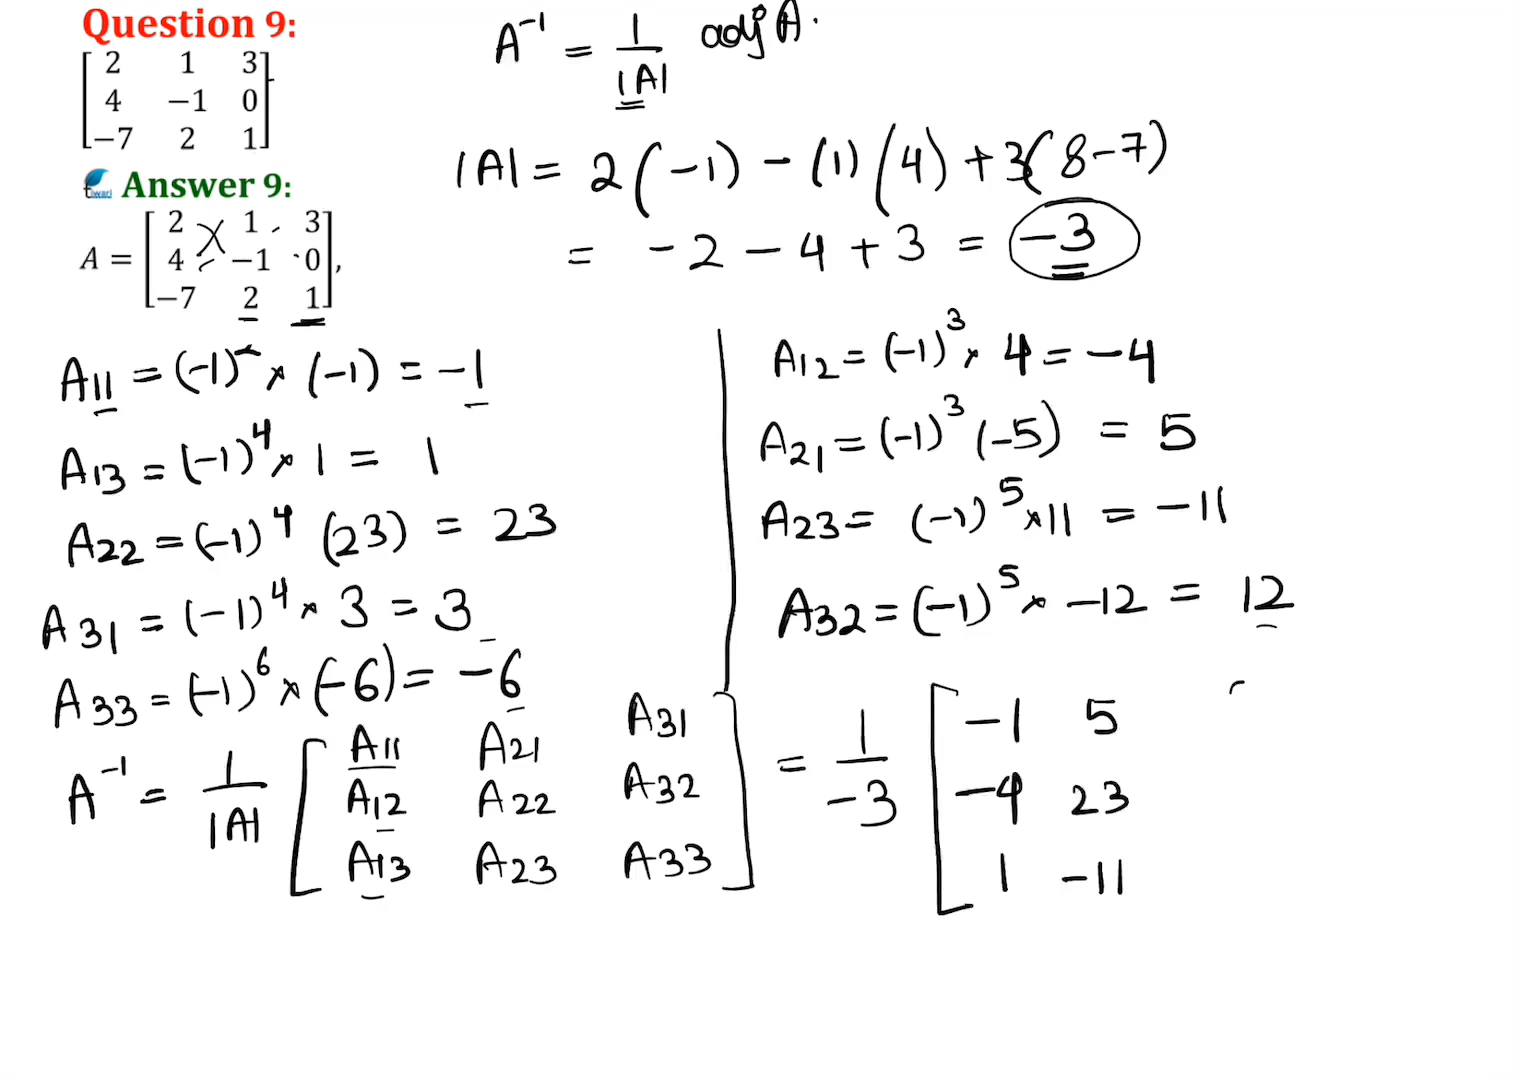 Question 9:
[2 1 3]
[4 −1 0]
[−7 2 1]
A⁻¹ = 1/|A| adj A.
|A| = 2(-1) - (1)(4) + 3(8-7)
= -2 - 4 + 3 = -3
Answer 9:
A = [2 1 3]
[4 −1 0],
[−7 2 1]
A11 = (-1)² × (-1) = -1
A13 = (-1)⁴ × 1 = 1
A22 = (-1)⁴ (23) = 23
A31 = (-1)⁴ × 3 = 3
A33 = (-1)⁶ × (-6) = -6
A12 = (-1)³ × 4 = -4
A21 = (-1)³ (-5) = 5
A23 = (-1)⁵ × 11 = -11
A32 = (-1)⁵ × -12 = 12
A⁻¹ = 1/|A| [A11 A21 A31] = 1/-3 [-1 5
[A12 A22 A32] [-4 23
[A13 A23 A33] [1 -11